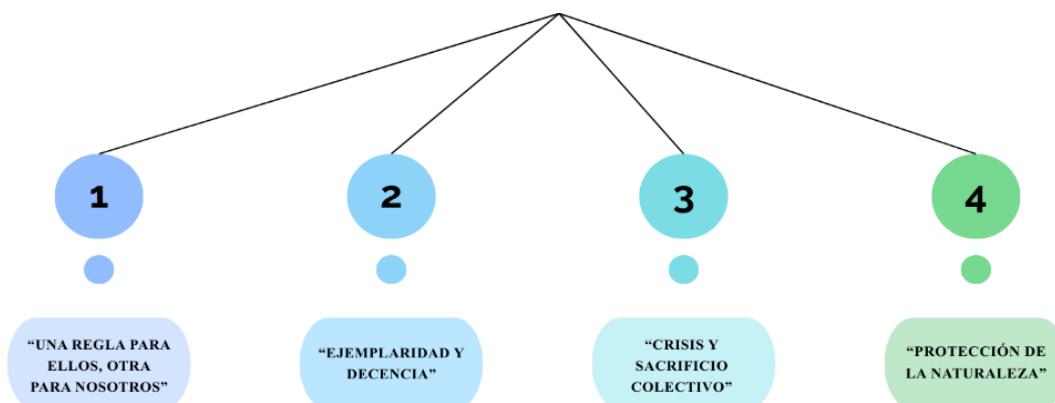 1
2
3
4
“UNA REGLA PARA
ELLOS, OTRA
PARA NOSOTROS”
“EJEMPLARIDAD Y
DECENCIA”
“CRISIS Y
SACRIFICIO
COLECTIVO”
“PROTECCIÓN DE
LA NATURALEZA”